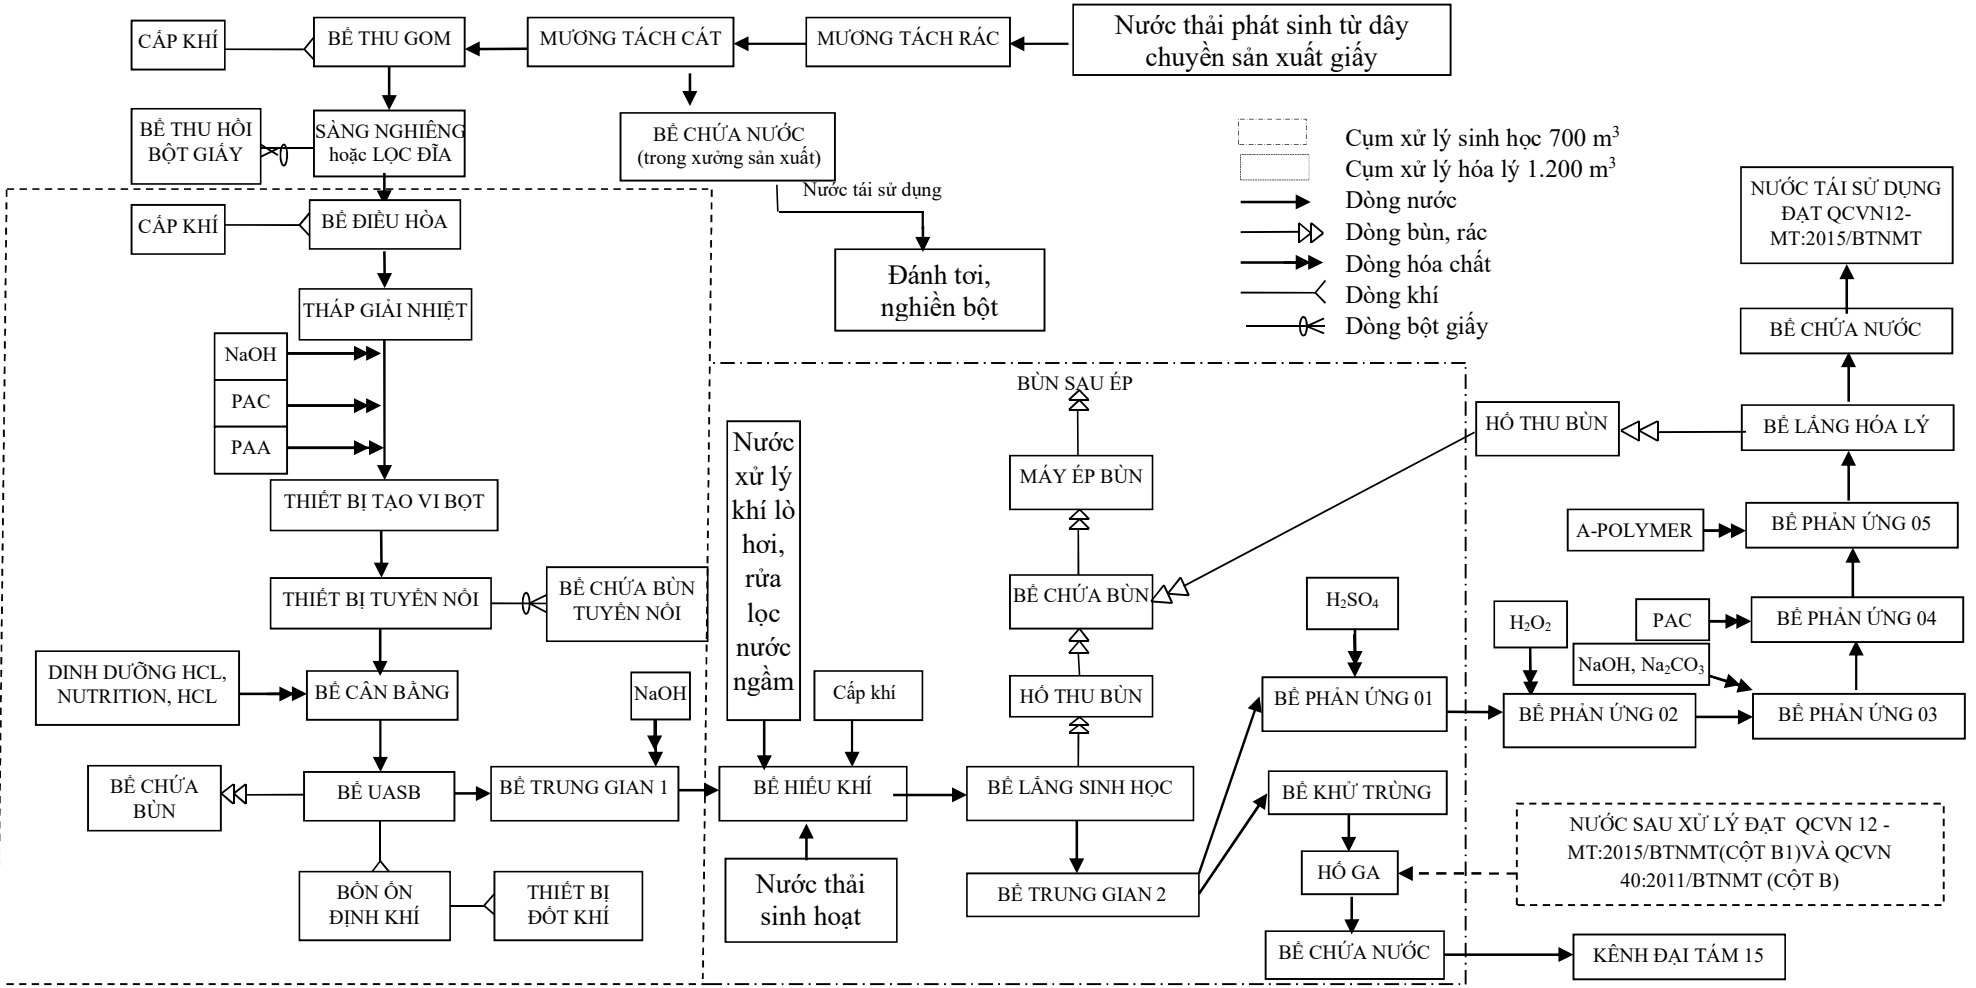 Nước thải phát sinh từ dây
chuyền sản xuất giấy
MƯƠNG TÁCH RÁC
MƯƠNG TÁCH CÁT
BỂ THU GOM
CẤP KHÍ
BỂ THU HỒI
BỘT GIẤY
SÀNG NGHIÊNG
hoặc LỌC ĐĨA
BỂ CHỨA NƯỚC
(trong xưởng sản xuất)
Nước tái sử dụng
Đánh tơi,
nghiền bột
Cụm xử lý sinh học 700 m³
Cụm xử lý hóa lý 1.200 m³
Dòng nước
Dòng bùn, rác
Dòng hóa chất
Dòng khí
Dòng bột giấy
CẤP KHÍ
BỂ ĐIỀU HÒA
THÁP GIẢI NHIỆT
NaOH
PAC
PAA
THIẾT BỊ TẠO VI BỌT
THIẾT BỊ TUYỂN NỔI
BỂ CHỨA BÙN
TUYỂN NỔI
DINH DƯỠNG HCL,
NUTRITION, HCL
BỂ CÂN BẰNG
NaOH
BỂ CHỨA
BÙN
BỂ UASB
BỂ TRUNG GIAN 1
BỒN ỔN
ĐỊNH KHÍ
THIẾT BỊ
ĐỐT KHÍ
Nước
xử lý
khí lò
hơi,
rửa
lọc
nước
ngầm
Cấp khí
BỂ HIẾU KHÍ
Nước thải
sinh hoạt
BÙN SAU ÉP
MÁY ÉP BÙN
BỂ CHỨA BÙN
HỐ THU BÙN
BỂ LẮNG SINH HỌC
BỂ TRUNG GIAN 2
H₂SO₄
BỂ PHẢN ỨNG 01
BỂ KHỬ TRÙNG
HỐ GA
BỂ CHỨA NƯỚC
KÊNH ĐẠI TÁM 15
NƯỚC SAU XỬ LÝ ĐẠT QCVN 12 -
MT:2015/BTNMT(CỘT B1)VÀ QCVN
40:2011/BTNMT (CỘT B)
H₂O₂
BỂ PHẢN ỨNG 02
NaOH, Na₂CO₃
BỂ PHẢN ỨNG 03
PAC
BỂ PHẢN ỨNG 04
A-POLYMER
BỂ PHẢN ỨNG 05
HỐ THU BÙN
BỂ LẮNG HÓA LÝ
BỂ CHỨA NƯỚC
NƯỚC TÁI SỬ DỤNG
ĐẠT QCVN12-
MT:2015/BTNMT